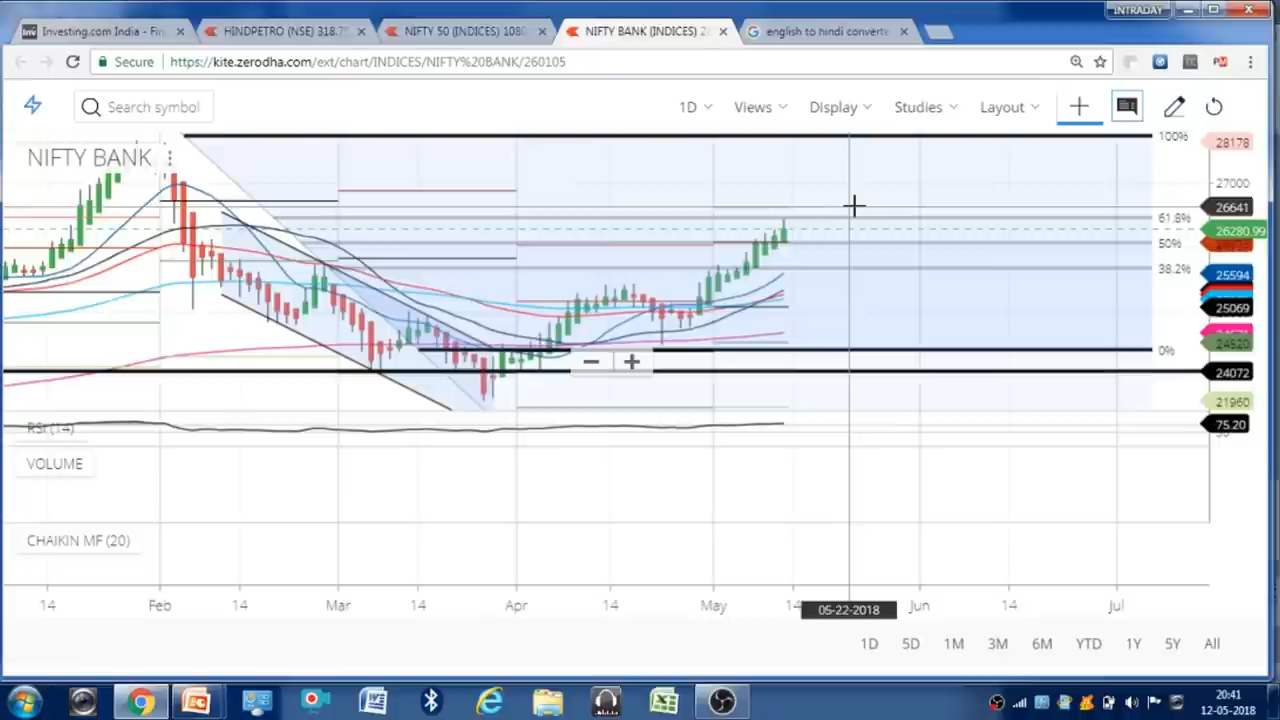 INTRADAY
Investing.com India - Fin
HINDPETRO (NSE) 318.7
NIFTY 50 (INDICES) 1080
NIFTY BANK (INDICES) 2
english to hindi converte
Secure
https://kite.zerodha.com/ext/chart/INDICES/NIFTY%20BANK/260105
Search symbol
1D
Views
Display
Studies
Layout
NIFTY BANK
100%
61.8%
50%
38.2%
0%
28178
27000
26641
26280.99
25594
25069
24520
24072
21960
75.20
RSI (14)
VOLUME
CHAIKIN MF (20)
14 Feb 14 Mar 14 Apr 14 May 14 05-22-2018 Jun 14 Jul
1D 5D 1M 3M 6M YTD 1Y 5Y All
20:41
12-05-2018